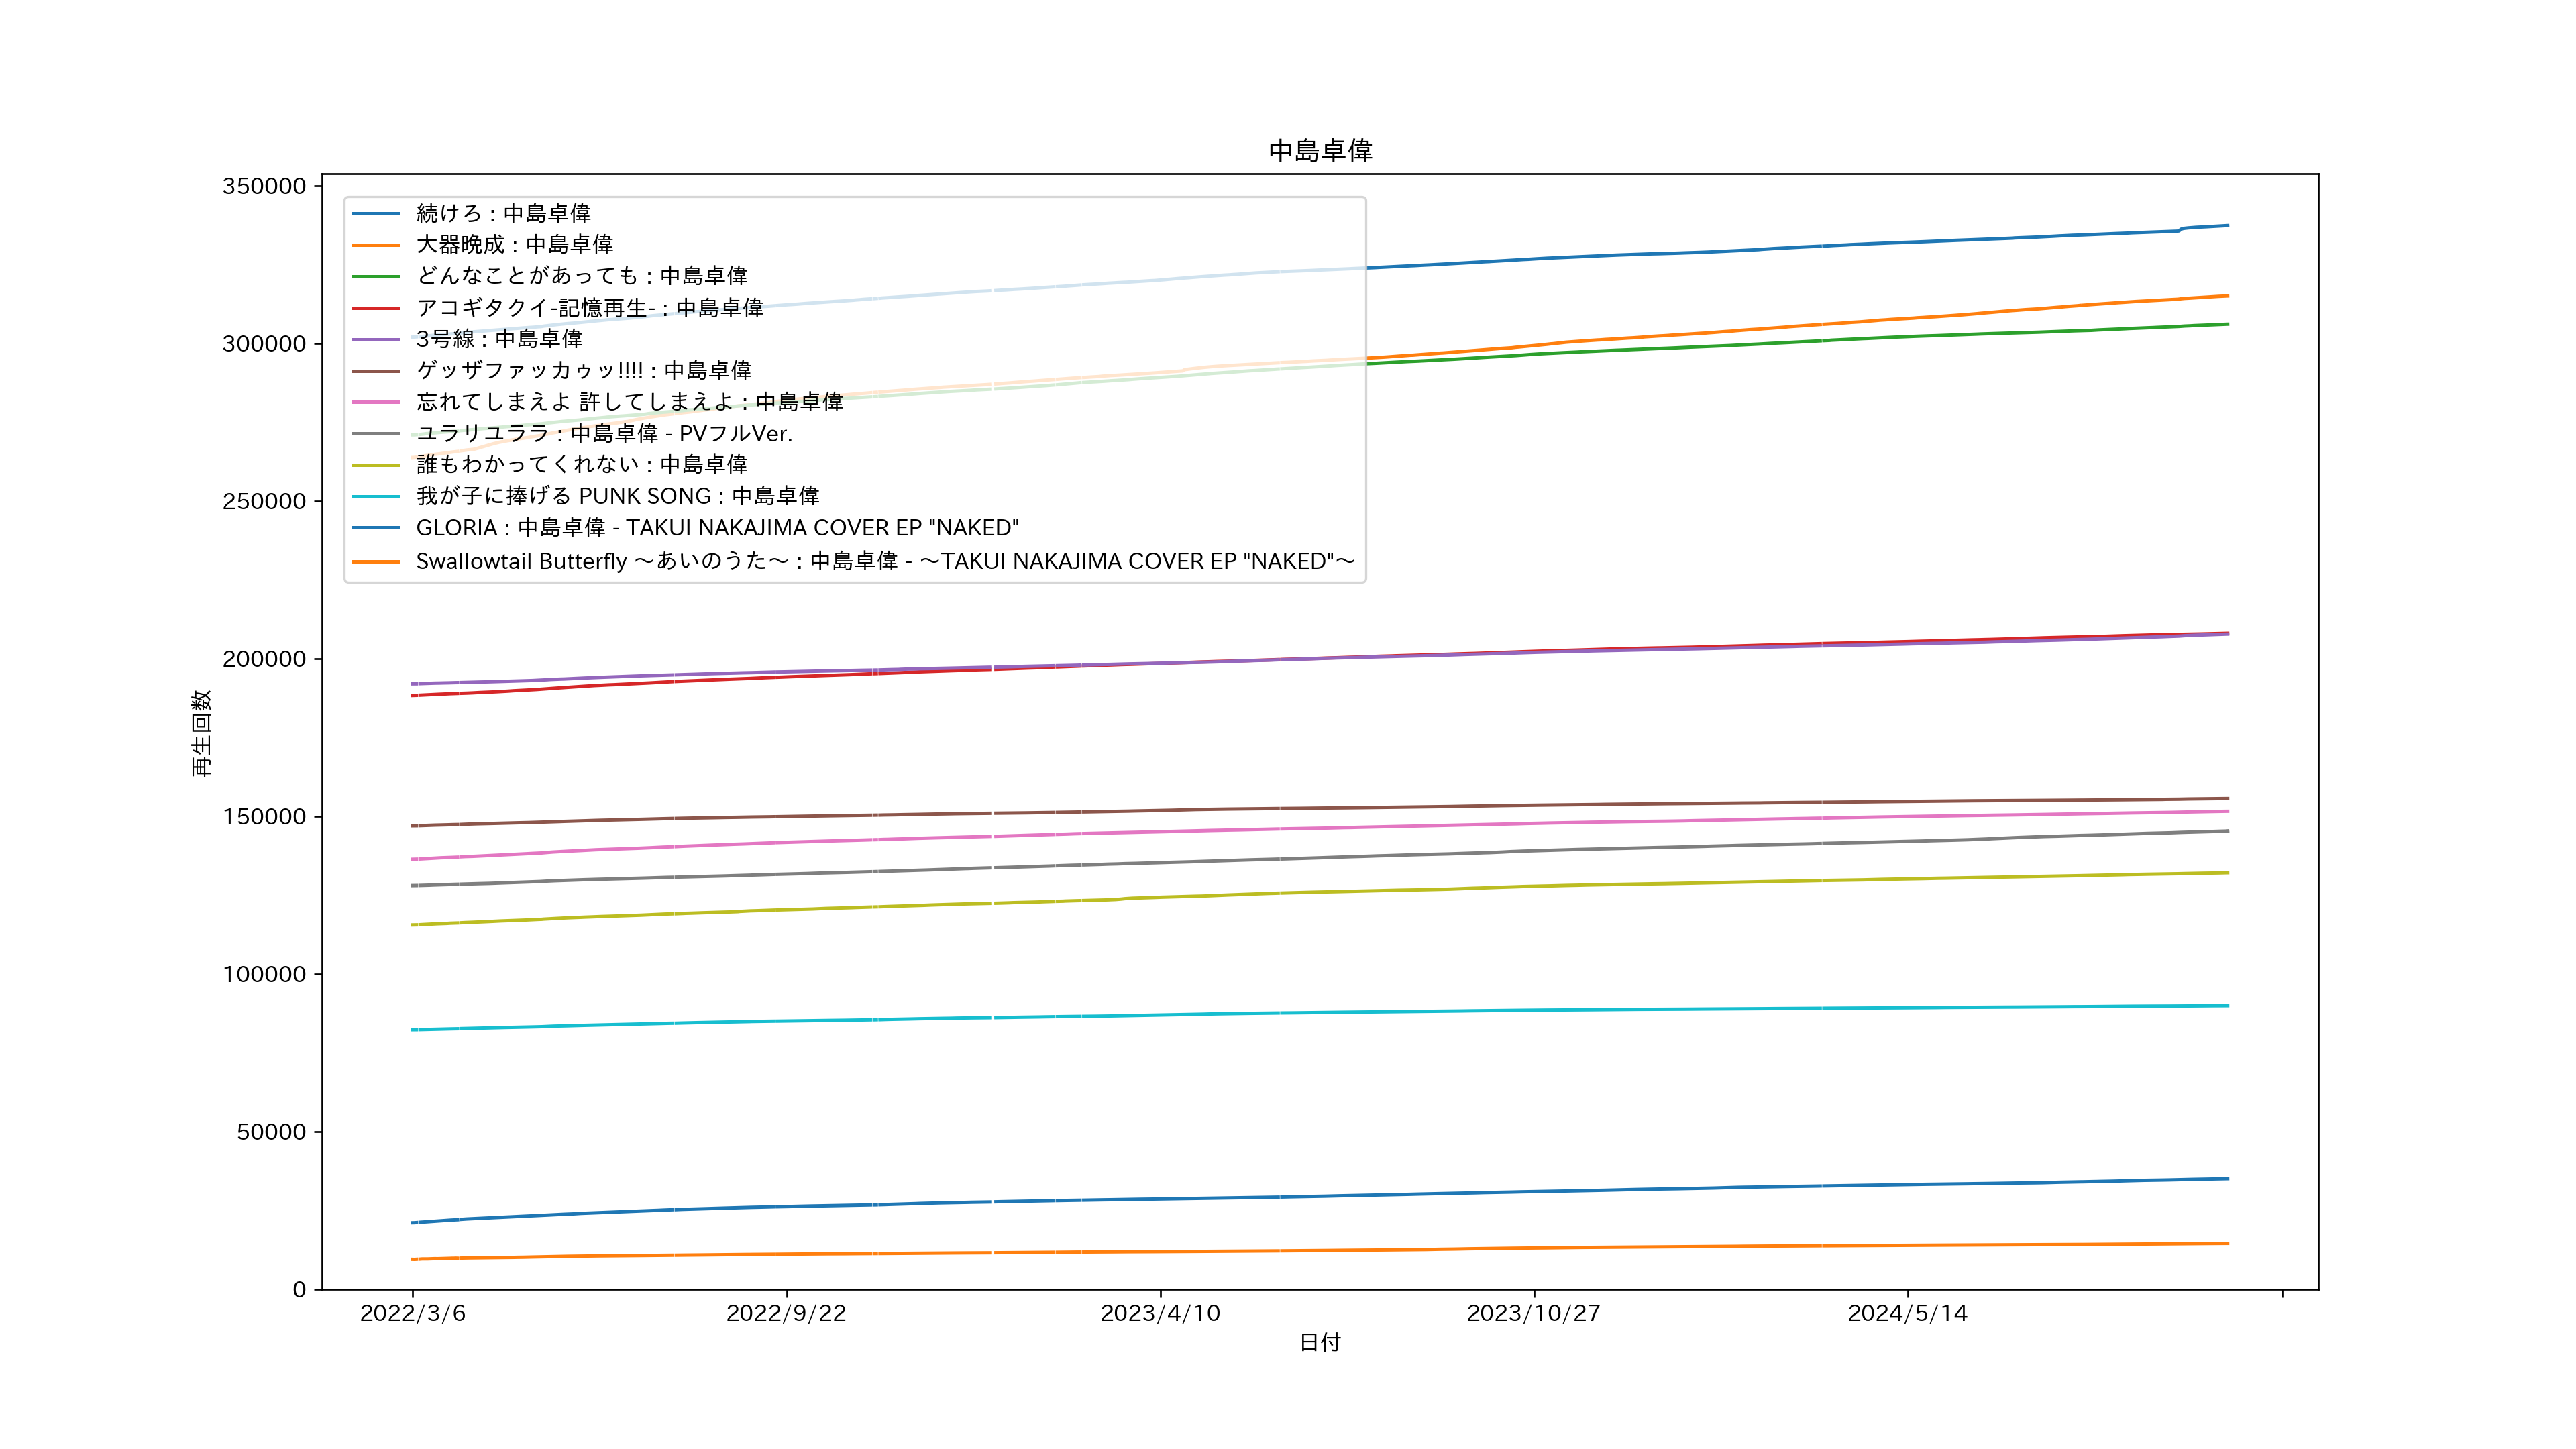 中島卓偉
350000
300000
250000
200000
150000
100000
50000
0
再生回数
続けろ : 中島卓偉
大器晩成 : 中島卓偉
どんなことがあっても : 中島卓偉
アコギタクイ-記憶再生- : 中島卓偉
3号線 : 中島卓偉
ゲッザファッカゥッ!!!! : 中島卓偉
忘れてしまえよ 許してしまえよ : 中島卓偉
ユラリユララ : 中島卓偉 - PVフルVer.
誰もわかってくれない : 中島卓偉
我が子に捧げる PUNK SONG : 中島卓偉
GLORIA : 中島卓偉 - TAKUI NAKAJIMA COVER EP "NAKED"
Swallowtail Butterfly 〜あいのうた〜 : 中島卓偉 - 〜TAKUI NAKAJIMA COVER EP "NAKED"〜
2022/3/6
2022/9/22
2023/4/10
2023/10/27
2024/5/14
日付